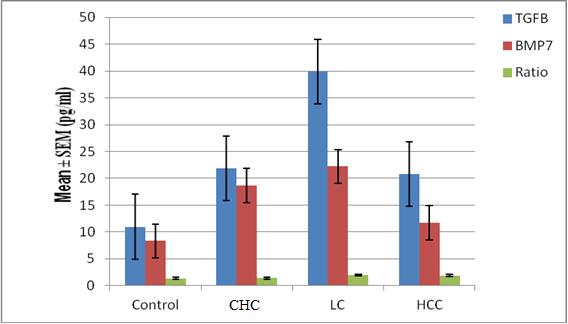 50
45
40
35
30
25
20
15
10
5
0
Mean ± SEM (pg/ml)
Control
CHC
LC
HCC
TGFB
BMP7
Ratio